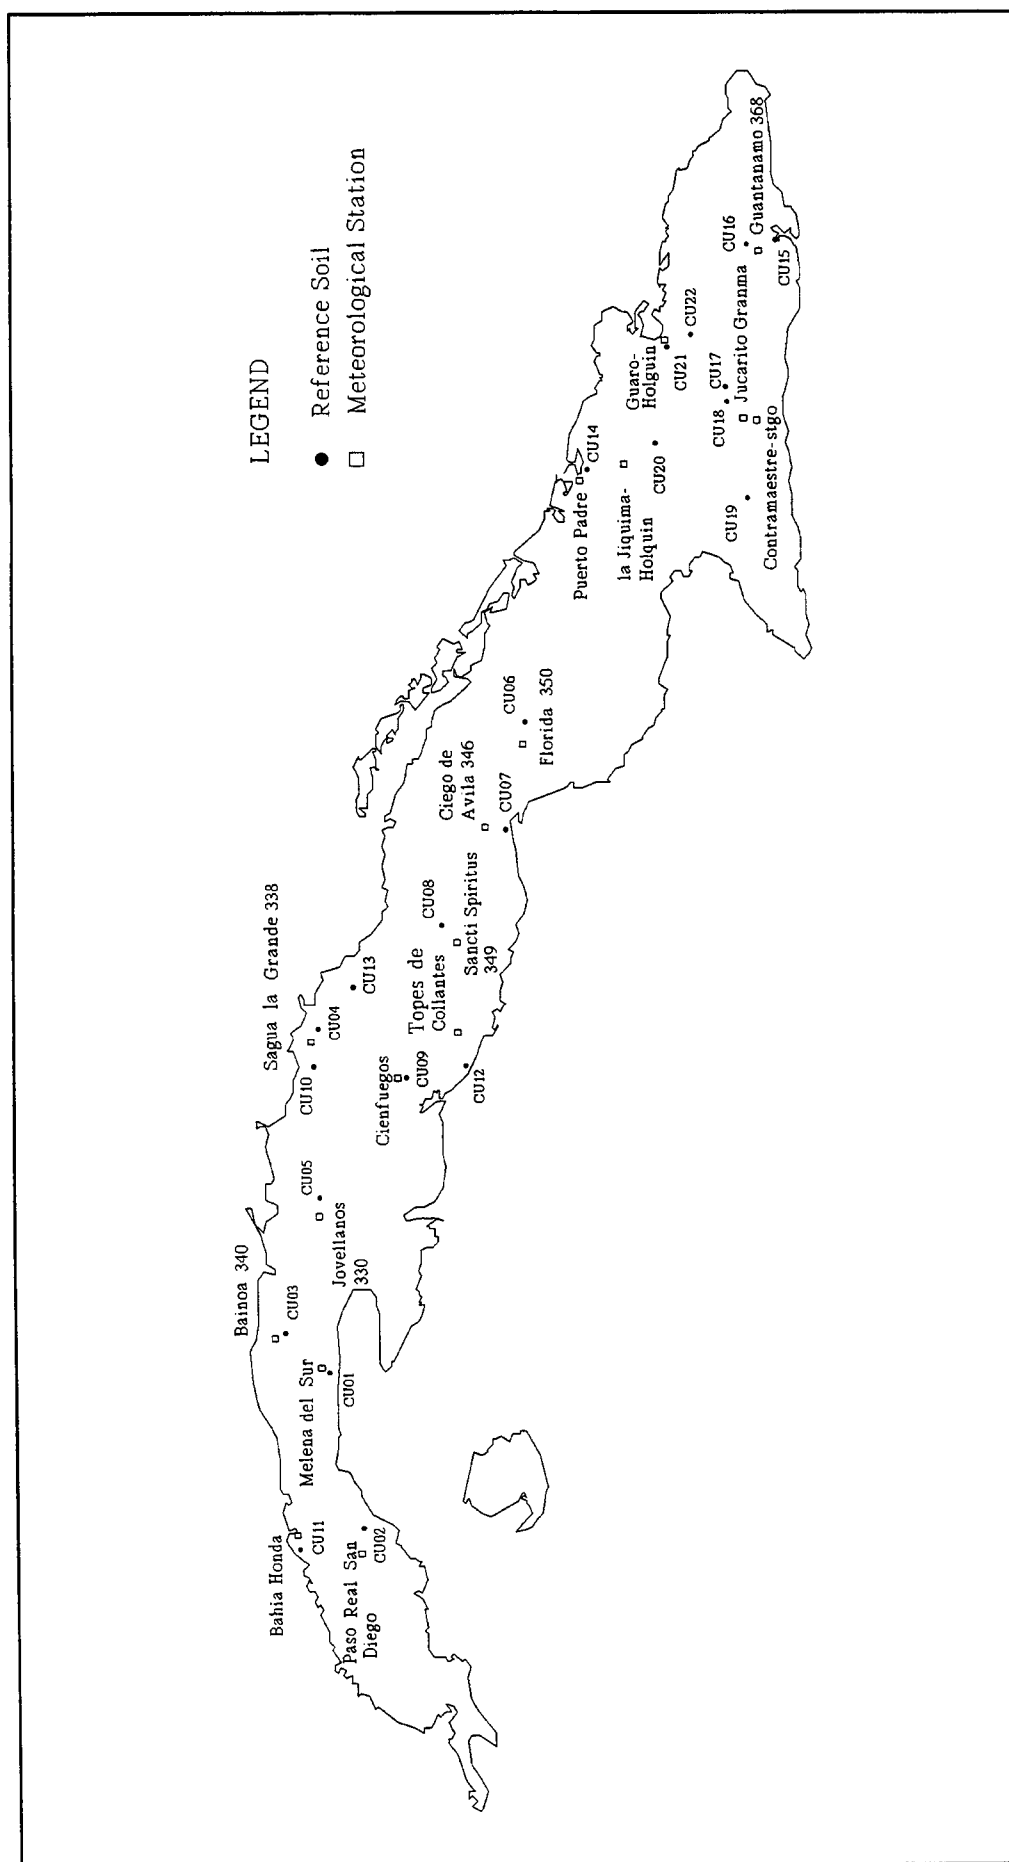 LEGEND
● Reference Soil
□ Meteorological Station
Bahia Honda
CU11
Paso Real San
Diego
CU02
Melena del Sur
CU01
Bainoa 340
CU03
Jovellanos
330
CU05
Sagua la Grande 338
CU10
CU04
CU13
Cienfuegos
CU09
CU12
Topes de
Collantes
CU08
Sancti Spiritus
349
Ciego de
Avila 346
CU07
CU06
Florida 350
Puerto Padre
CU14
la Jiquima-
Holquin
CU20
Guaro-
Holguin
CU21
CU22
CU19
CU18
CU17
Jucarito Granma
Contramaestre-stgo
CU16
Guantanamo 368
CU15